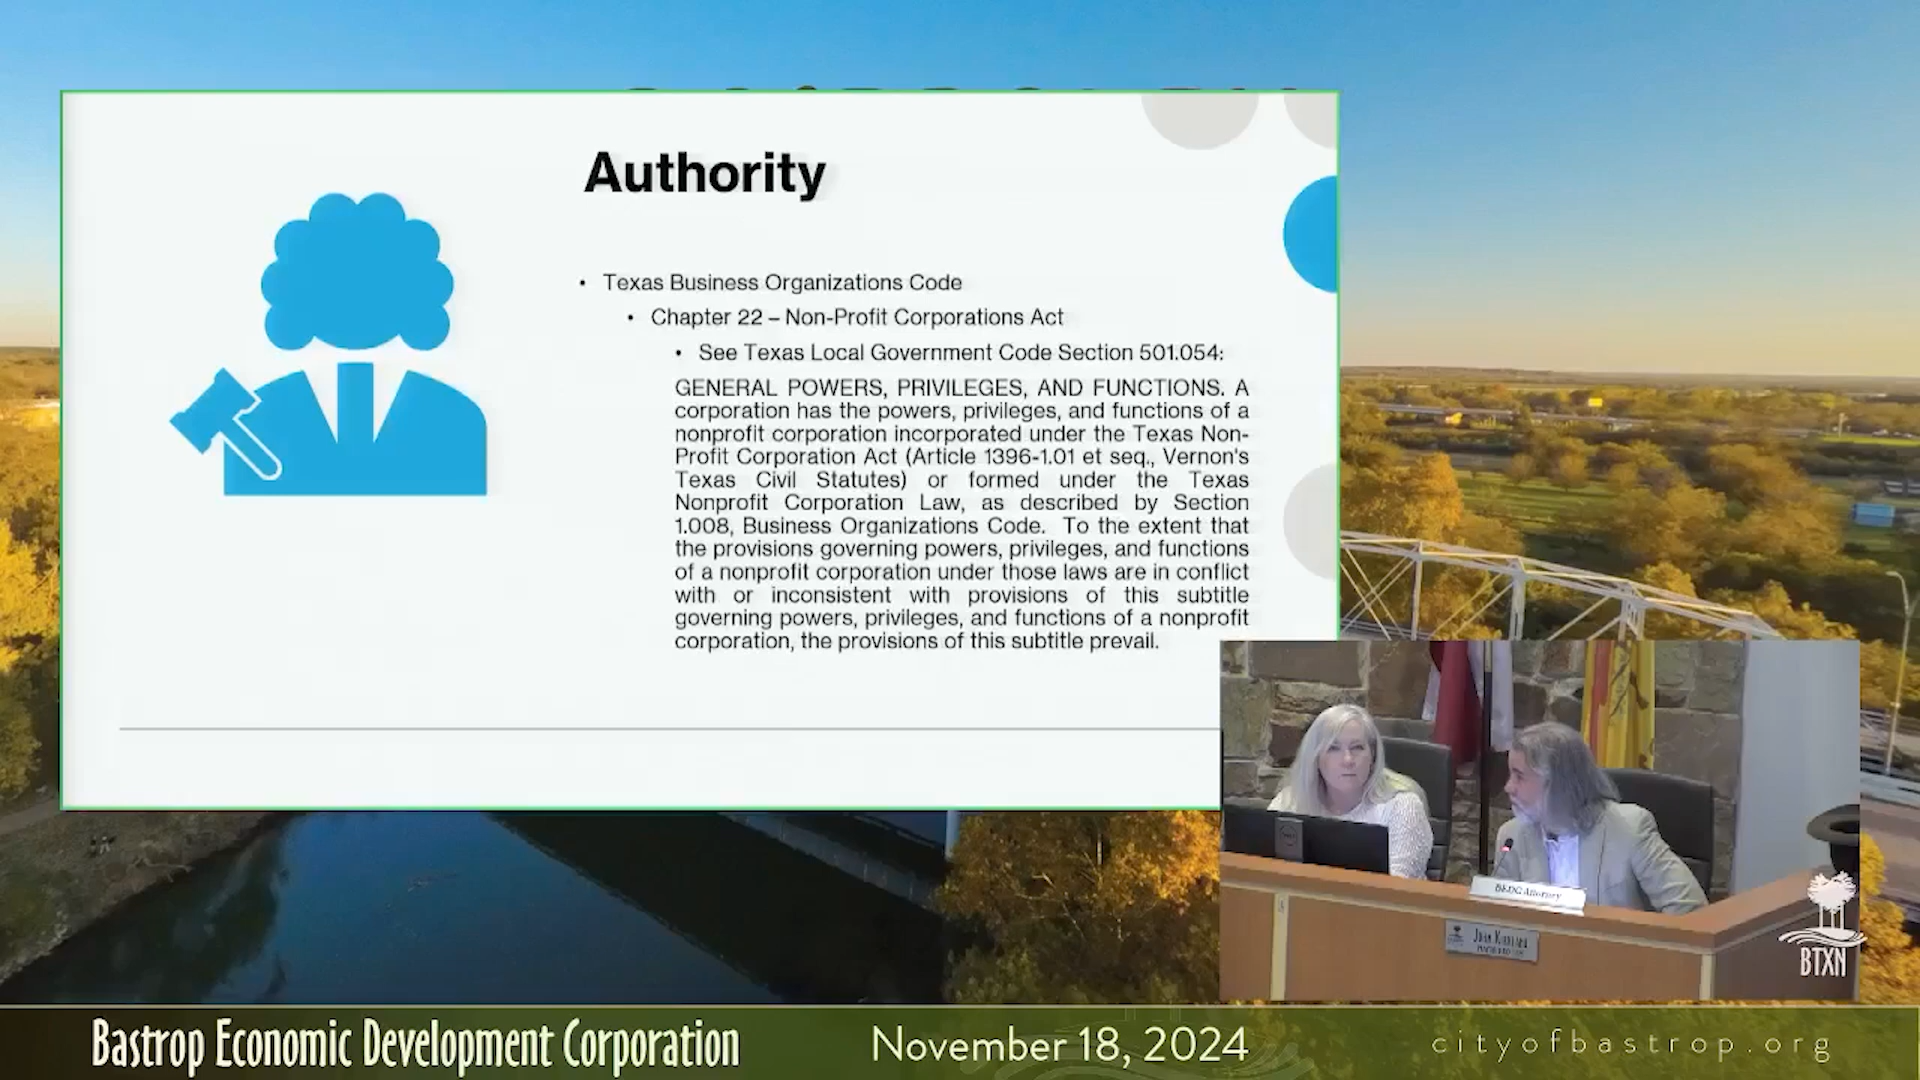 Authority
• Texas Business Organizations Code
• Chapter 22 – Non-Profit Corporations Act
• See Texas Local Government Code Section 501.054:
GENERAL POWERS, PRIVILEGES, AND FUNCTIONS. A
corporation has the powers, privileges, and functions of a
nonprofit corporation incorporated under the Texas Non-
Profit Corporation Act (Article 1396-1.01 et seq., Vernon's
Texas Civil Statutes) or formed under the Texas
Nonprofit Corporation Law, as described by Section
1.008, Business Organizations Code. To the extent that
the provisions governing powers, privileges, and functions
of a nonprofit corporation under those laws are in conflict
with or inconsistent with provisions of this subtitle
governing powers, privileges, and functions of a nonprofit
corporation, the provisions of this subtitle prevail.
BEDC Attorney
BTXN
Bastrop Economic Development Corporation
November 18, 2024
cityofbastrop.org